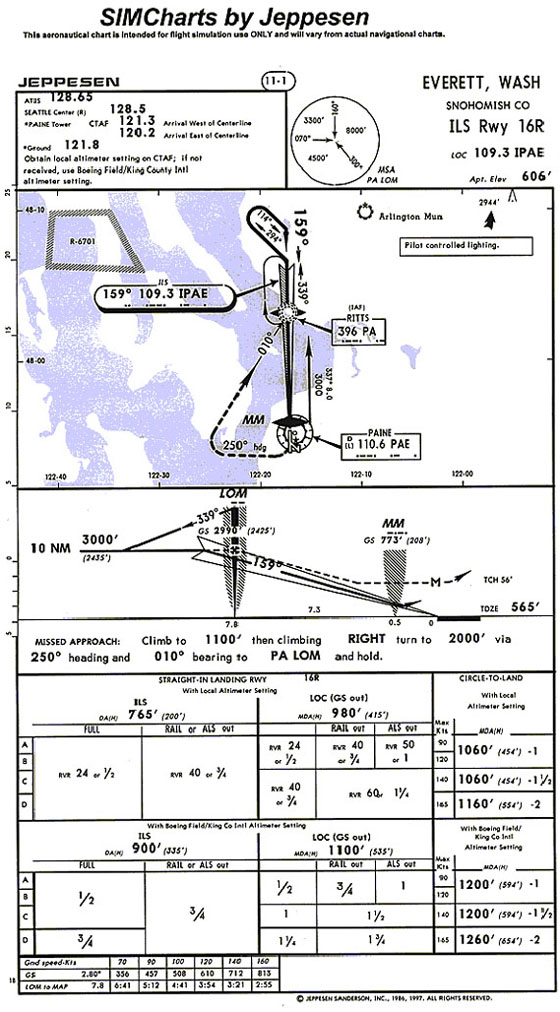 SIMCharts by Jeppesen
This aeronautical chart is intended for flight simulation use ONLY and will vary from actual navigational charts.
JEPPESEN
11-1
EVERETT, WASH
SNOHOMISH CO
ILS Rwy 16R
LOC 109.3 IPAE
Apt. Elev 606'
ATIS 128.65
SEATTLE Center (R) 128.5
*PAINE Tower CTAF 121.3 Arrival West of Centerline
120.2 Arrival East of Centerline
*Ground 121.8
Obtain local altimeter setting on CTAF; if not
received, use Boeing Field/King County Intl
altimeter setting.
3300'
160°
8000'
070°
4500'
300°
MSA
PA LOM
25
48-10
R-6701
20
114°
294°
159°
Arlington Mun
2944'
Pilot controlled lighting.
ILS
159° 109.3 IPAE
339°
(IAF)
RITTS
396 PA
15
010°
48-00
337° 8.0
3000
10
MM
250° hdg
PAINE
D
(L) 110.6 PAE
5
122-40
122-30
122-20
122-10
122-00
LOM
GS 2990' (2425')
MM
GS 773' (208')
339°
10 NM 3000'
(2435')
159°
M
TCH 56'
TDZE 565'
0
5
7.8
7.3
0.5
0
MISSED APPROACH: Climb to 1100' then climbing RIGHT turn to 2000' via
250° heading and 010° bearing to PA LOM and hold.
STRAIGHT-IN LANDING RWY 16R
CIRCLE-TO-LAND
With Local Altimeter Setting
With Local
Altimeter Setting
ILS
LOC (GS out)
DA(H) 765' (200')
MDA(H) 980' (415')
FULL
RAIL or ALS out
RAIL out
ALS out
Max
Kts
MDA(H)
A
B
C
D
RVR 24 or 1/2
RVR 40 or 3/4
RVR 24
or 1/2
RVR 40
or 3/4
RVR 50
or 1
RVR 40
or 3/4
RVR 60 or 1 1/4
90
120
1060' (454') -1
140
1060' (454') -1 1/2
165
1160' (554') -2
With Boeing Field/King Co Intl Altimeter Setting
With Boeing Field/
King Co Intl
Altimeter Setting
ILS
LOC (GS out)
DA(H) 900' (335')
MDA(H) 1100' (535')
FULL
RAIL or ALS out
RAIL out
ALS out
Max
Kts
MDA(H)
A
B
C
D
1/2
3/4
3/4
1/2
3/4
1
1
1 1/2
1 1/4
1 3/4
90
120
1200' (594') -1
140
1200' (594')
165
1260' (654') -2
Gnd speed-Kts 70 90 100 120 140 160
GS 2.80° 356 457 508 610 712 813
LOM to MAP 7.8 6:41 5:12 4:41 3:54 3:21 2:55
18
© JEPPESEN SANDERSON, INC., 1986, 1997. ALL RIGHTS RESERVED.